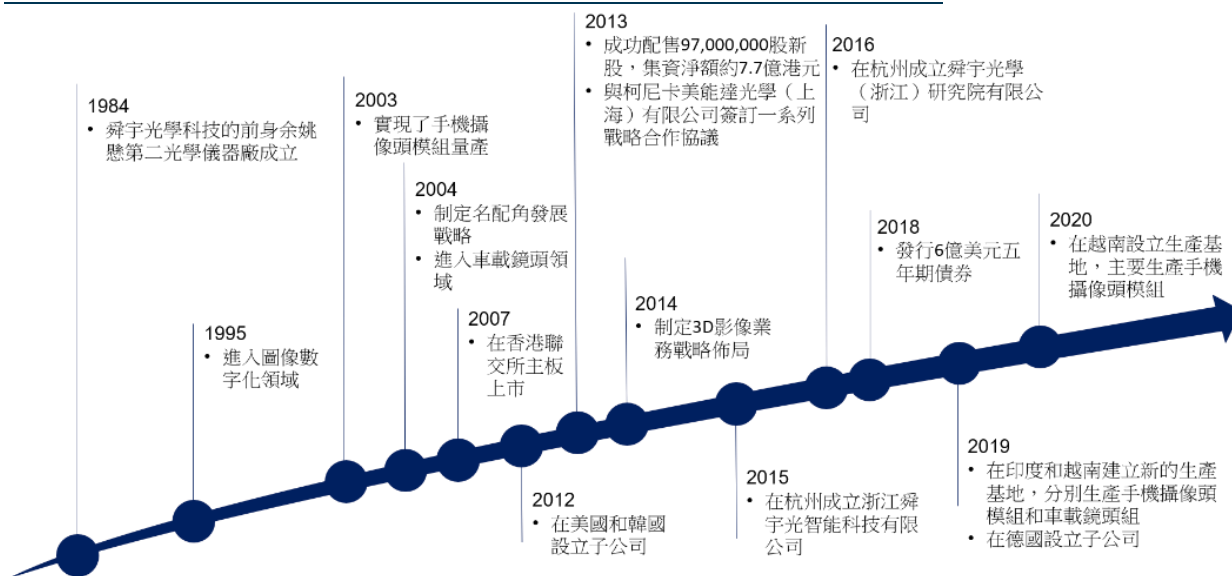 1984
• 舜宇光學科技的前身余姚
懸第二光學儀器廠成立
1995
• 進入圖像數
字化領域
2003
• 實現了手機攝
像頭模組量產
2004
• 制定名配角發展
戰略
• 進入車載鏡頭領
域
2007
• 在香港聯
交所主板
上市
2012
• 在美國和韓國
設立子公司
2013
• 成功配售97,000,000股新
股，集資淨額約7.7億港元
• 與柯尼卡美能達光學（上
海）有限公司簽訂一系列
戰略合作協議
2014
• 制定3D影像業
務戰略佈局
2015
• 在杭州成立浙江舜
宇光智能科技有限
公司
2016
• 在杭州成立舜宇光學
（浙江）研究院有限公
司
2018
• 發行6億美元五
年期債券
2019
• 在印度和越南建立新的生產
基地，分別生產手機攝像頭
模組和車載鏡頭組
• 在德國設立子公司
2020
• 在越南設立生產基
地，主要生產手機
攝像頭模組